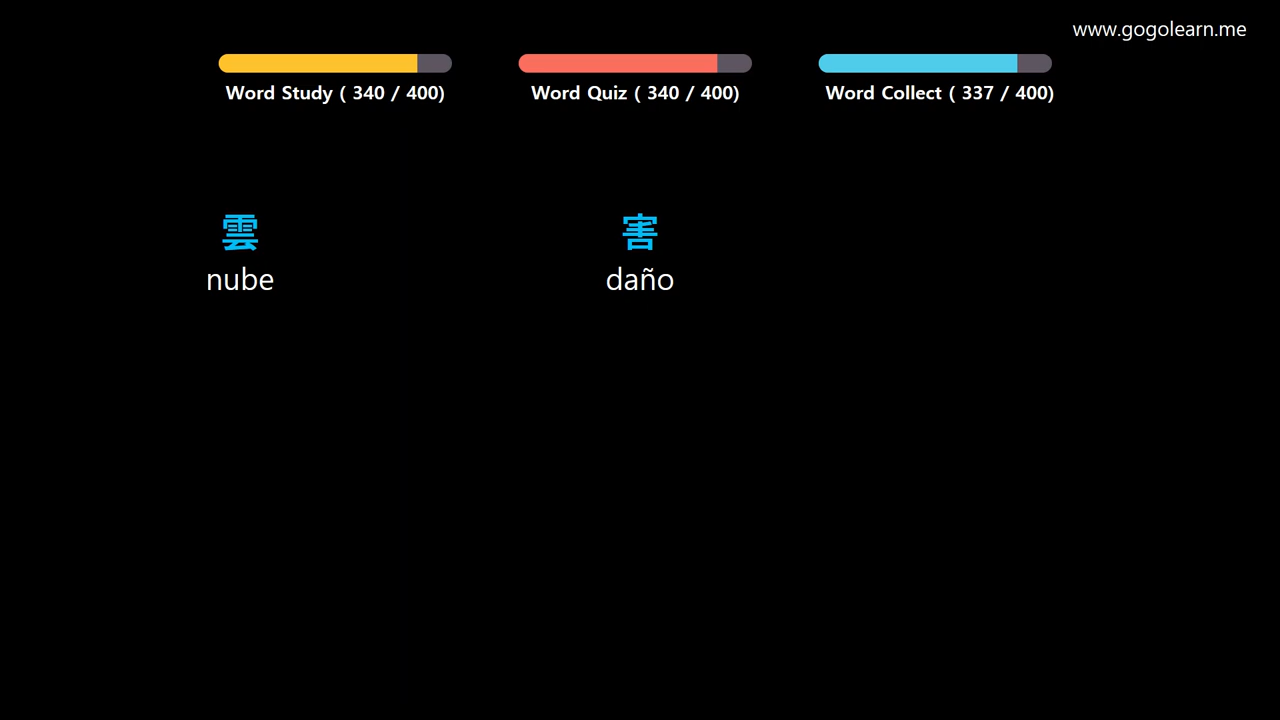 www.gogolearn.me
Word Study ( 340 / 400)
Word Quiz ( 340 / 400)
Word Collect ( 337 / 400)
雲
nube
害
daño